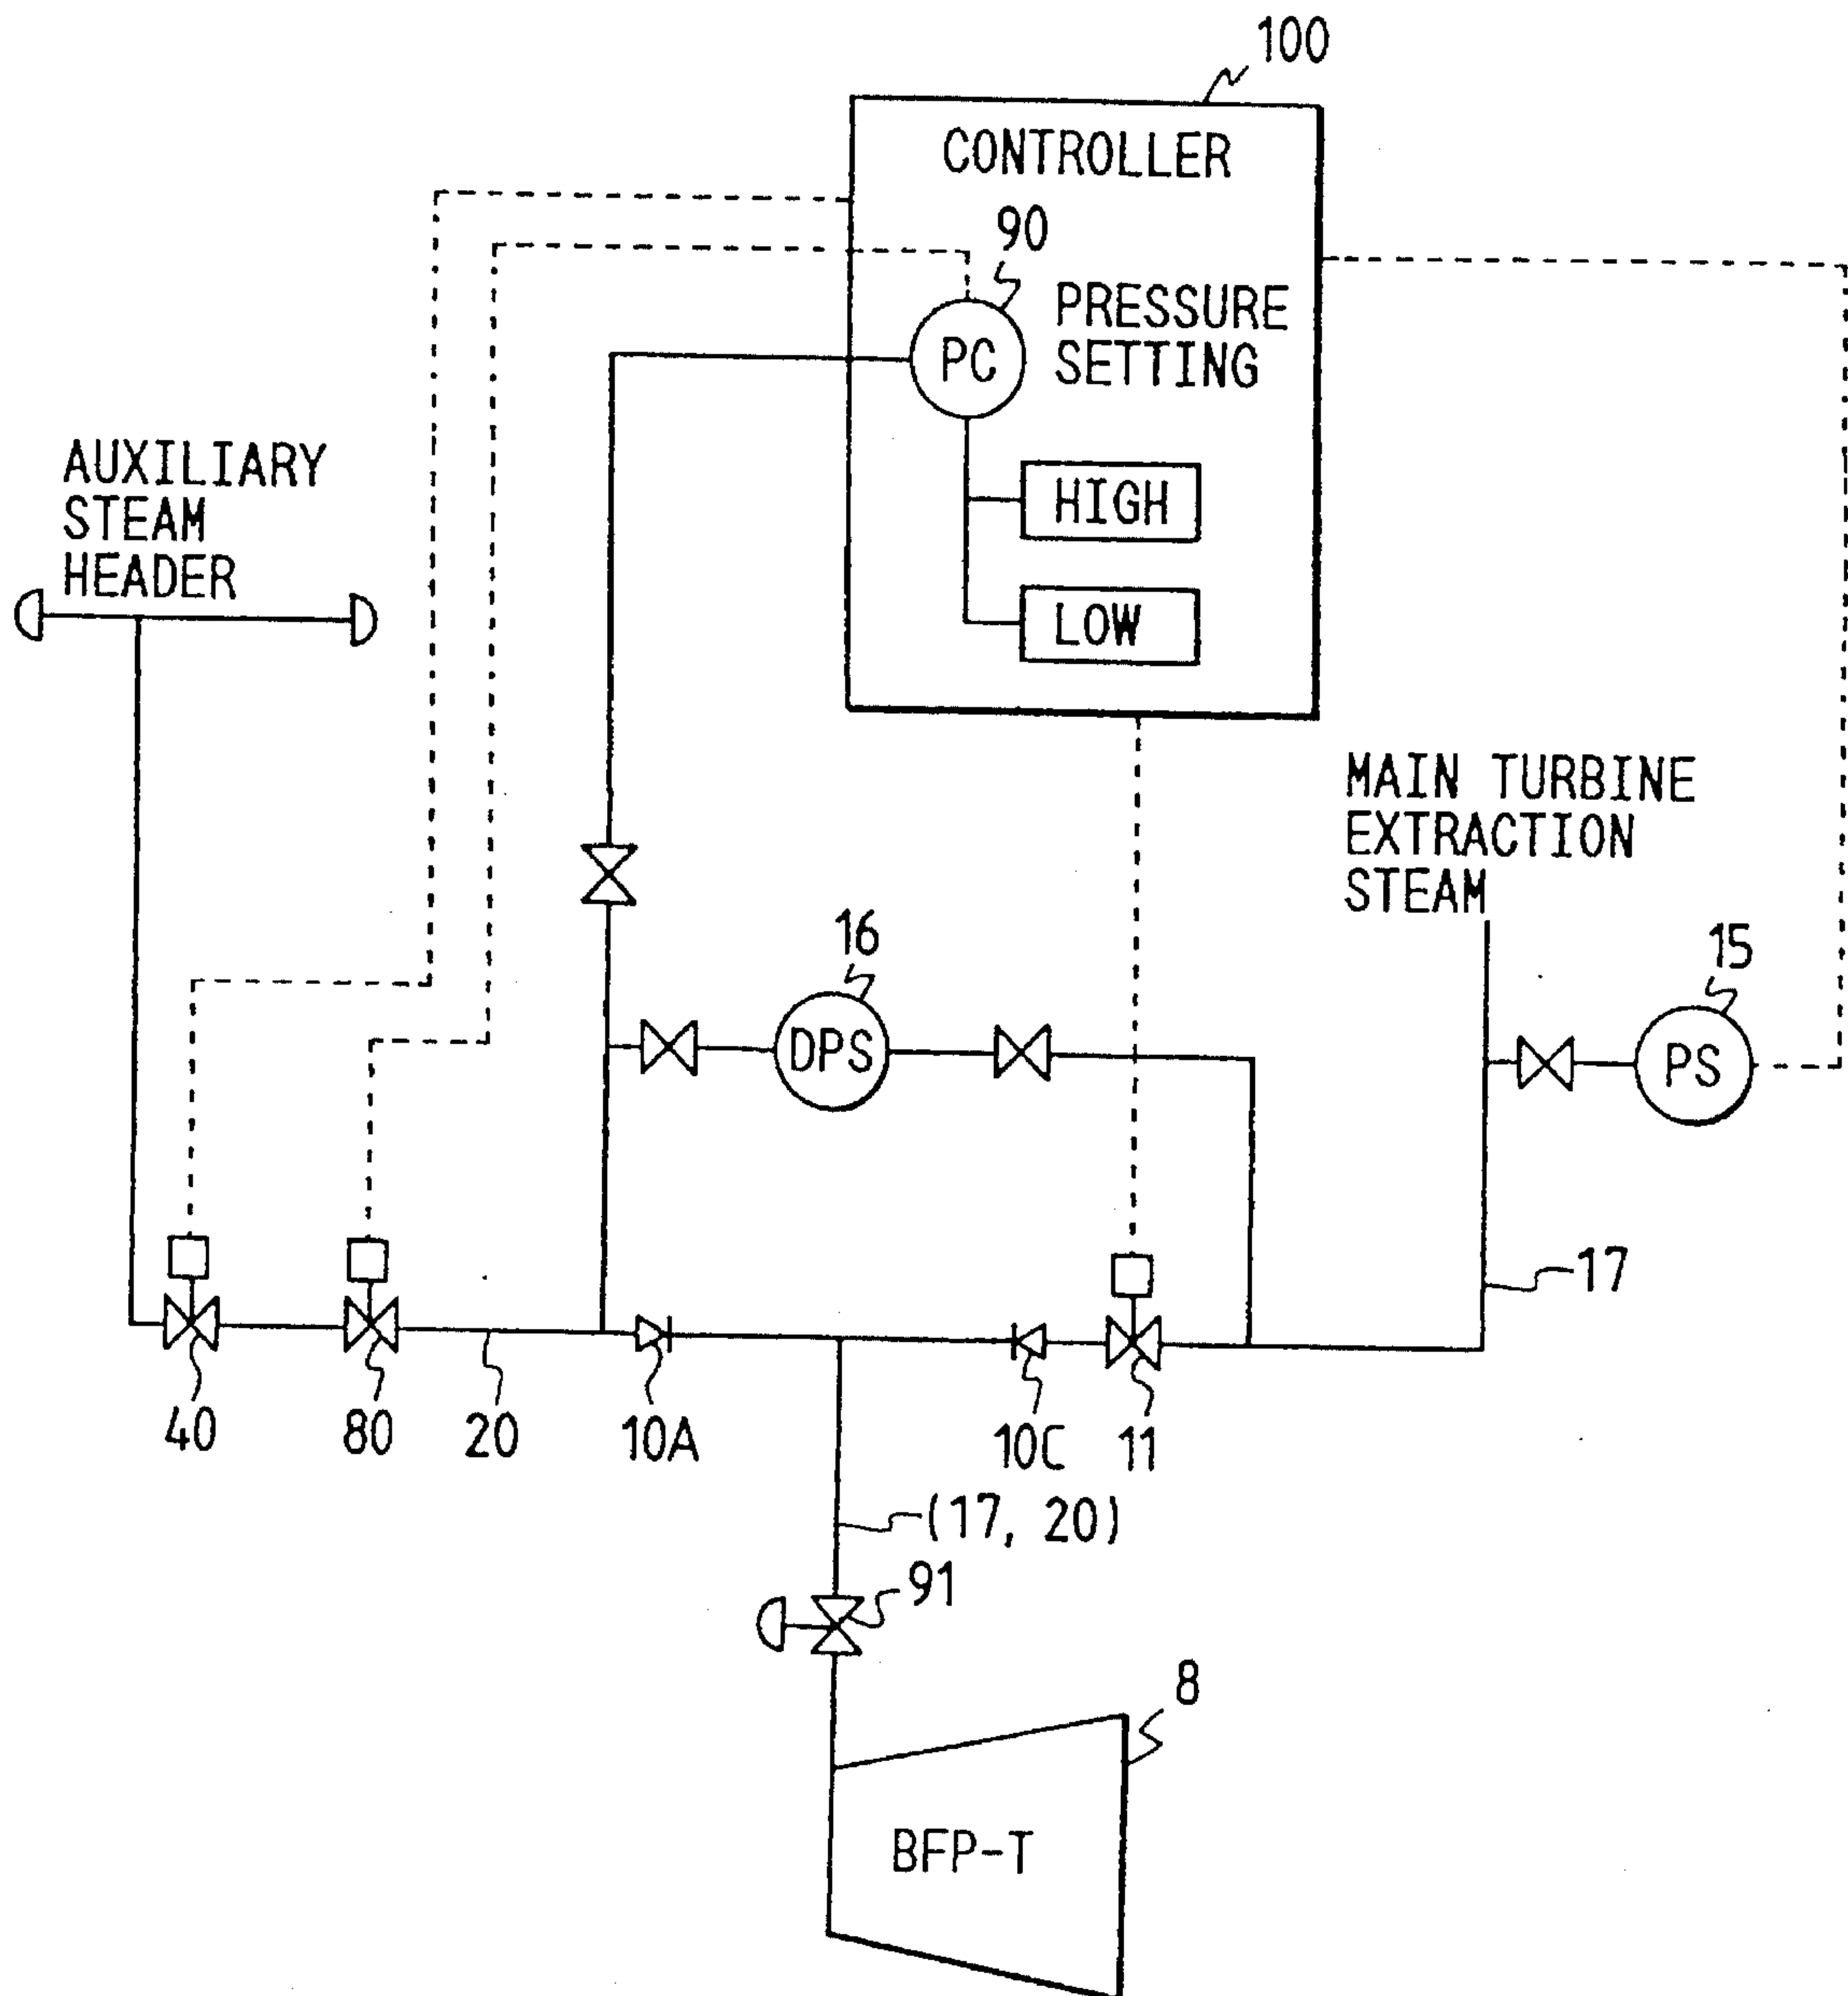 100
CONTROLLER
90
PRESSURE
SETTING
PC
AUXILIARY
STEAM
HEADER
HIGH
LOW
MAIN TURBINE
EXTRACTION
STEAM
16
15
DPS
PS
17
40
80
20
10A
10C
11
(17, 20)
91
8
BFP-T